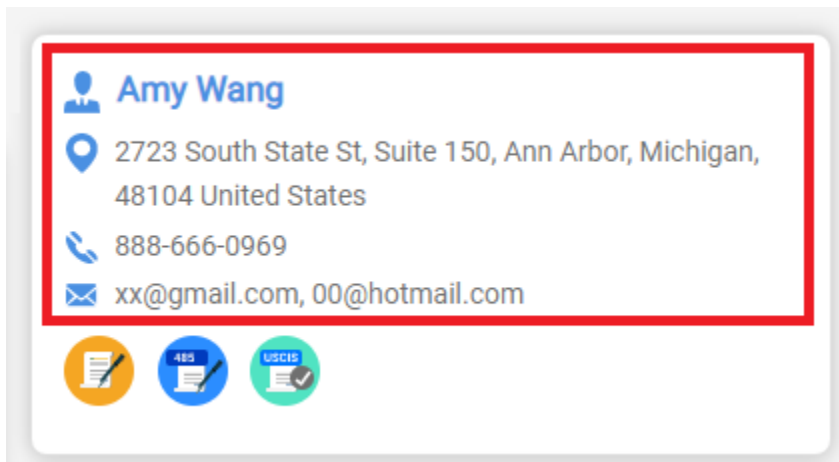 Amy Wang
2723 South State St, Suite 150, Ann Arbor, Michigan,
48104 United States
888-666-0969
xx@gmail.com, 00@hotmail.com
485
USCIS